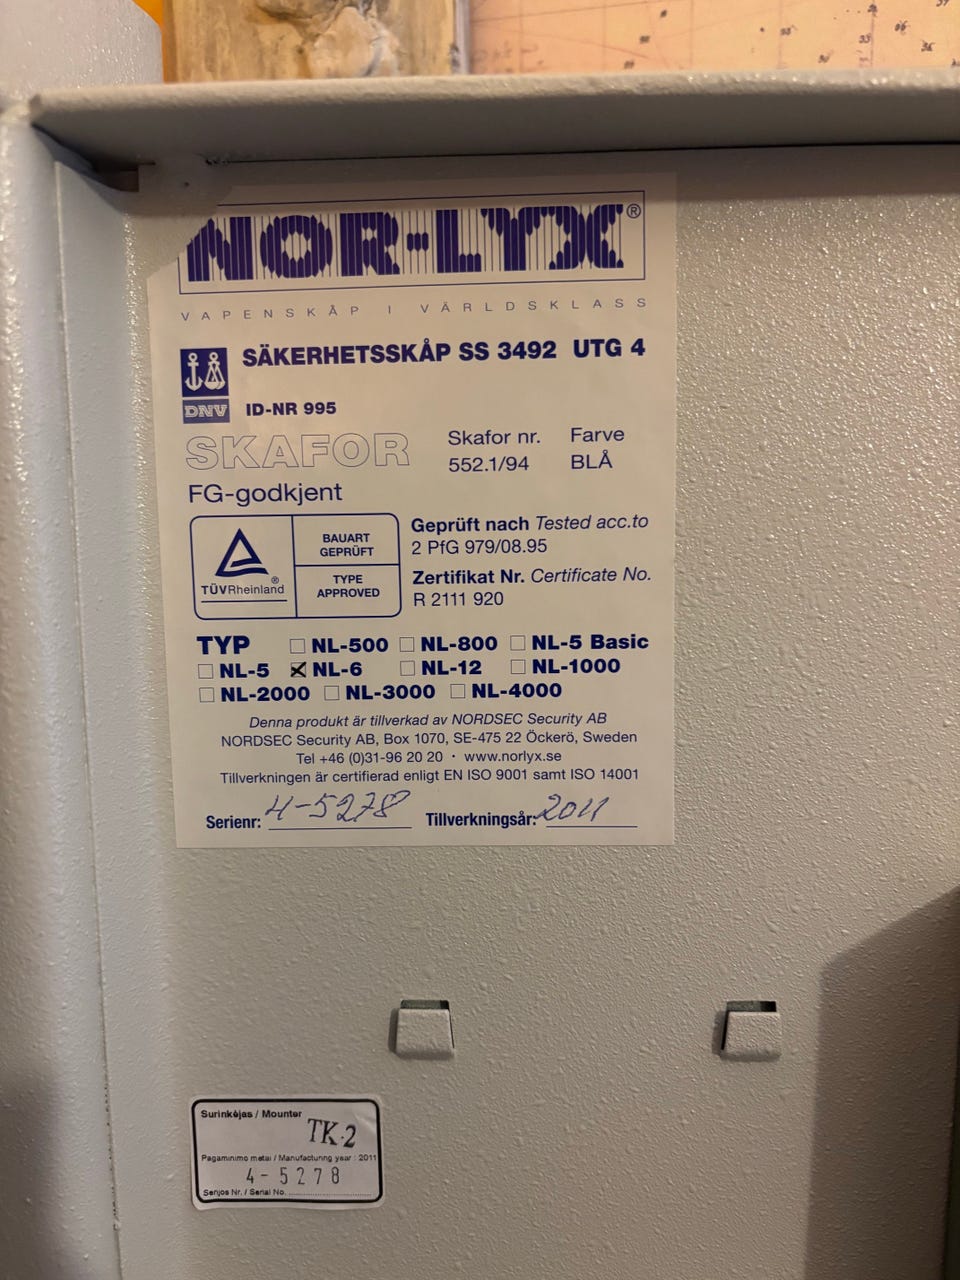 NOR-LYX®
VAPENSKÅP I VÄRLDSKLASS
SÄKERHETSSKÅP SS 3492 UTG 4
DNV
ID-NR 995
SKAFOR
Skafor nr. Farve
552.1/94 BLÅ
FG-godkjent
TÜVRheinland®
BAUART
GEPRÜFT
TYPE
APPROVED
Geprüft nach Tested acc.to
2 PfG 979/08.95
Zertifikat Nr. Certificate No.
R 2111 920
TYP ☐ NL-500 ☐ NL-800 ☐ NL-5 Basic
☐ NL-5 ☒ NL-6 ☐ NL-12 ☐ NL-1000
☐ NL-2000 ☐ NL-3000 ☐ NL-4000
Denna produkt är tillverkad av NORDSEC Security AB
NORDSEC Security AB, Box 1070, SE-475 22 Öckerö, Sweden
Tel +46 (0)31-96 20 20 · www.norlyx.se
Tillverkningen är certifierad enligt EN ISO 9001 samt ISO 14001
Serienr: 4-5278 Tillverkningsår: 2011
Surinkėjas / Mounter
TK-2
Pagaminimo metai / Manufacturing year : 2011
4-5278
Serijos Nr. / Serial No.